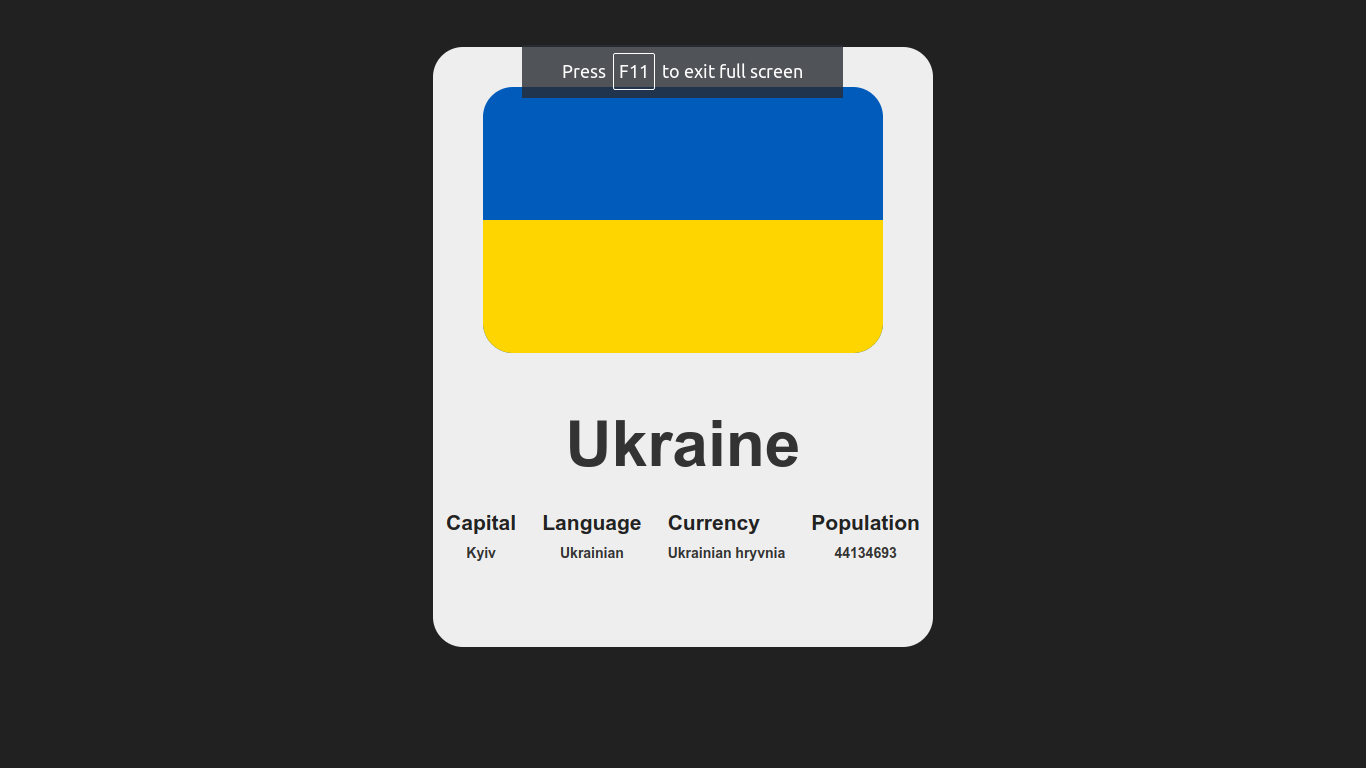 Press F11 to exit full screen
Ukraine
Capital Language Currency Population
Kyiv Ukrainian Ukrainian hryvnia 44134693